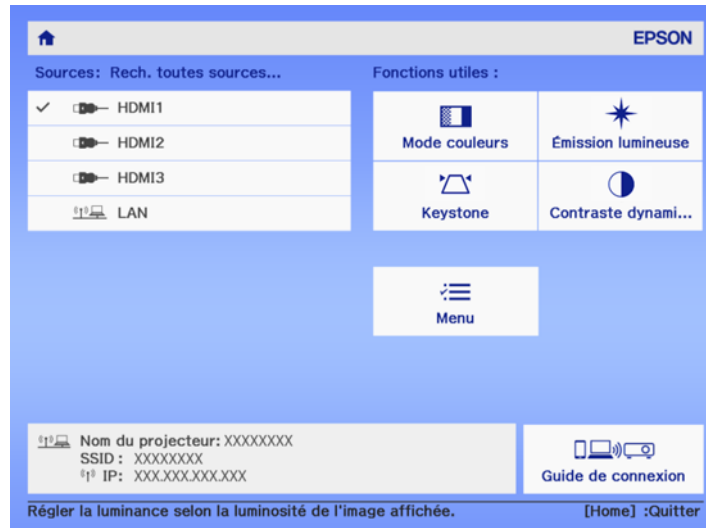 EPSON
Sources: Rech. toutes sources...
Fonctions utiles :
HDMI1
HDMI2
HDMI3
LAN
Mode couleurs
Émission lumineuse
Keystone
Contraste dynami...
Menu
Nom du projecteur: XXXXXXXX
SSID : XXXXXXXX
IP: XXX.XXX.XXX.XXX
Guide de connexion
Régler la luminance selon la luminosité de l'image affichée.
[Home] :Quitter